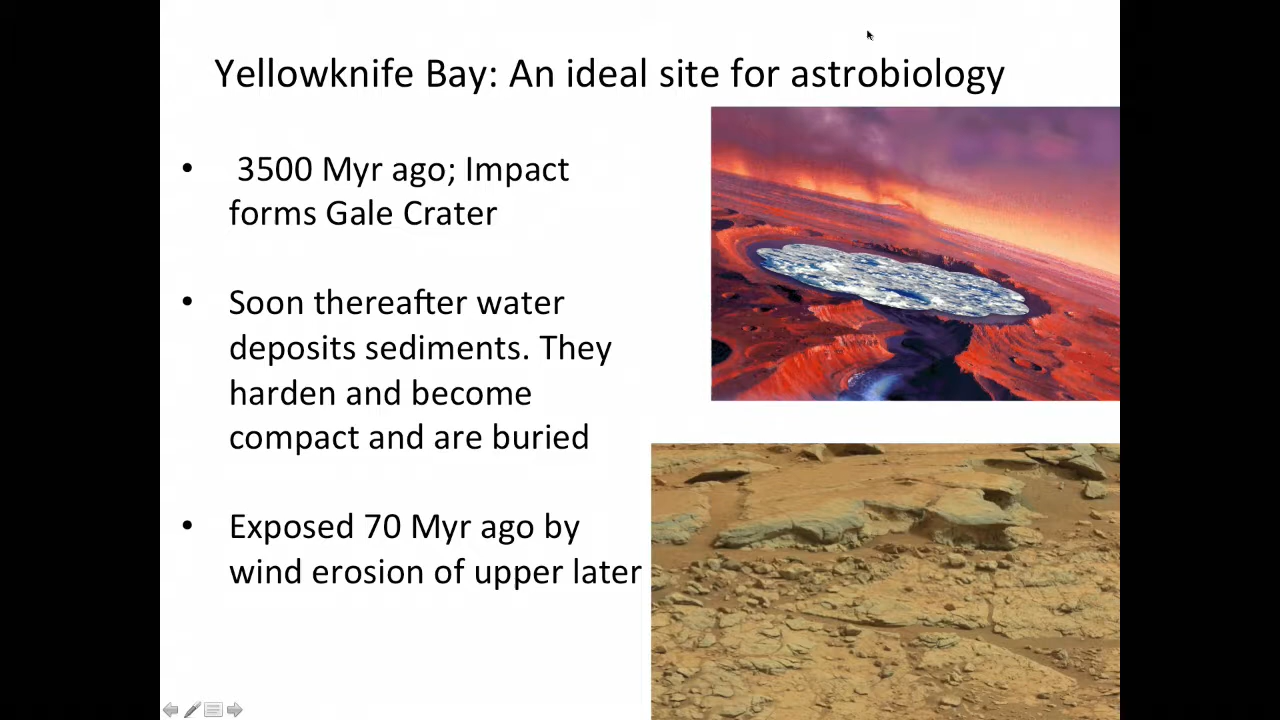 Yellowknife Bay: An ideal site for astrobiology
• 3500 Myr ago; Impact
forms Gale Crater
• Soon thereafter water
deposits sediments. They
harden and become
compact and are buried
• Exposed 70 Myr ago by
wind erosion of upper later